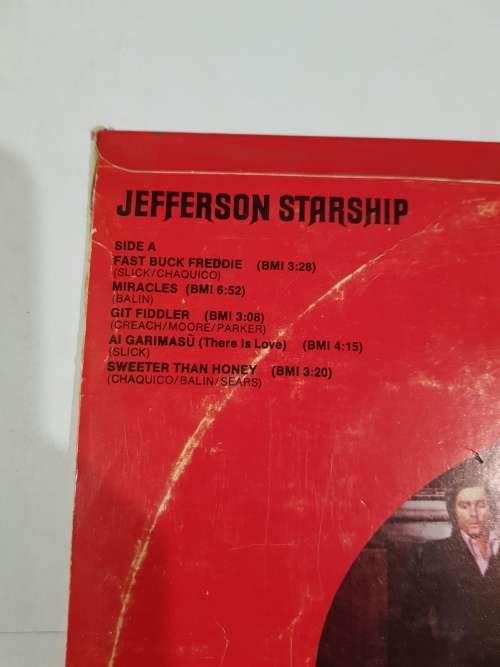 JEFFERSON STARSHIP
SIDE A
FAST BUCK FREDDIE (BMI 3:28)
(SLICK/CHAQUICO)
MIRACLES (BMI 6:52)
(BALIN)
GIT FIDDLER (BMI 3:08)
(CREACH/MOORE/PARKER)
AI GARIMASŪ (There Is Love) (BMI 4:15)
(SLICK)
SWEETER THAN HONEY (BMI 3:20)
(CHAQUICO/BALIN/SEARS)